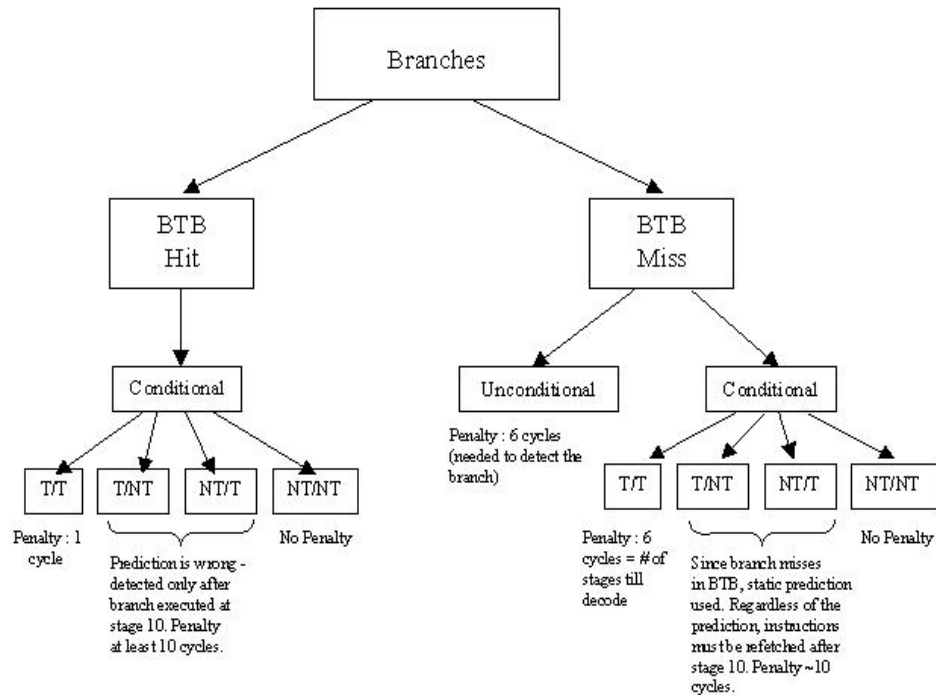 Branches
BTB
Hit
BTB
Miss
Conditional
Unconditional
Conditional
Penalty : 6 cycles
(needed to detect the
branch)
T/T
T/NT
NT/T
NT/NT
T/T
T/NT
NT/T
NT/NT
Penalty : 1
cycle
Prediction is wrong -
detected only after
branch executed at
stage 10. Penalty
at least 10 cycles.
No Penalty
Penalty : 6
cycles = # of
stages till
decode
Since branch misses
in BTB, static prediction
used. Regardless of the
prediction, instructions
must be refetched after
stage 10. Penalty ~10
cycles.
No Penalty